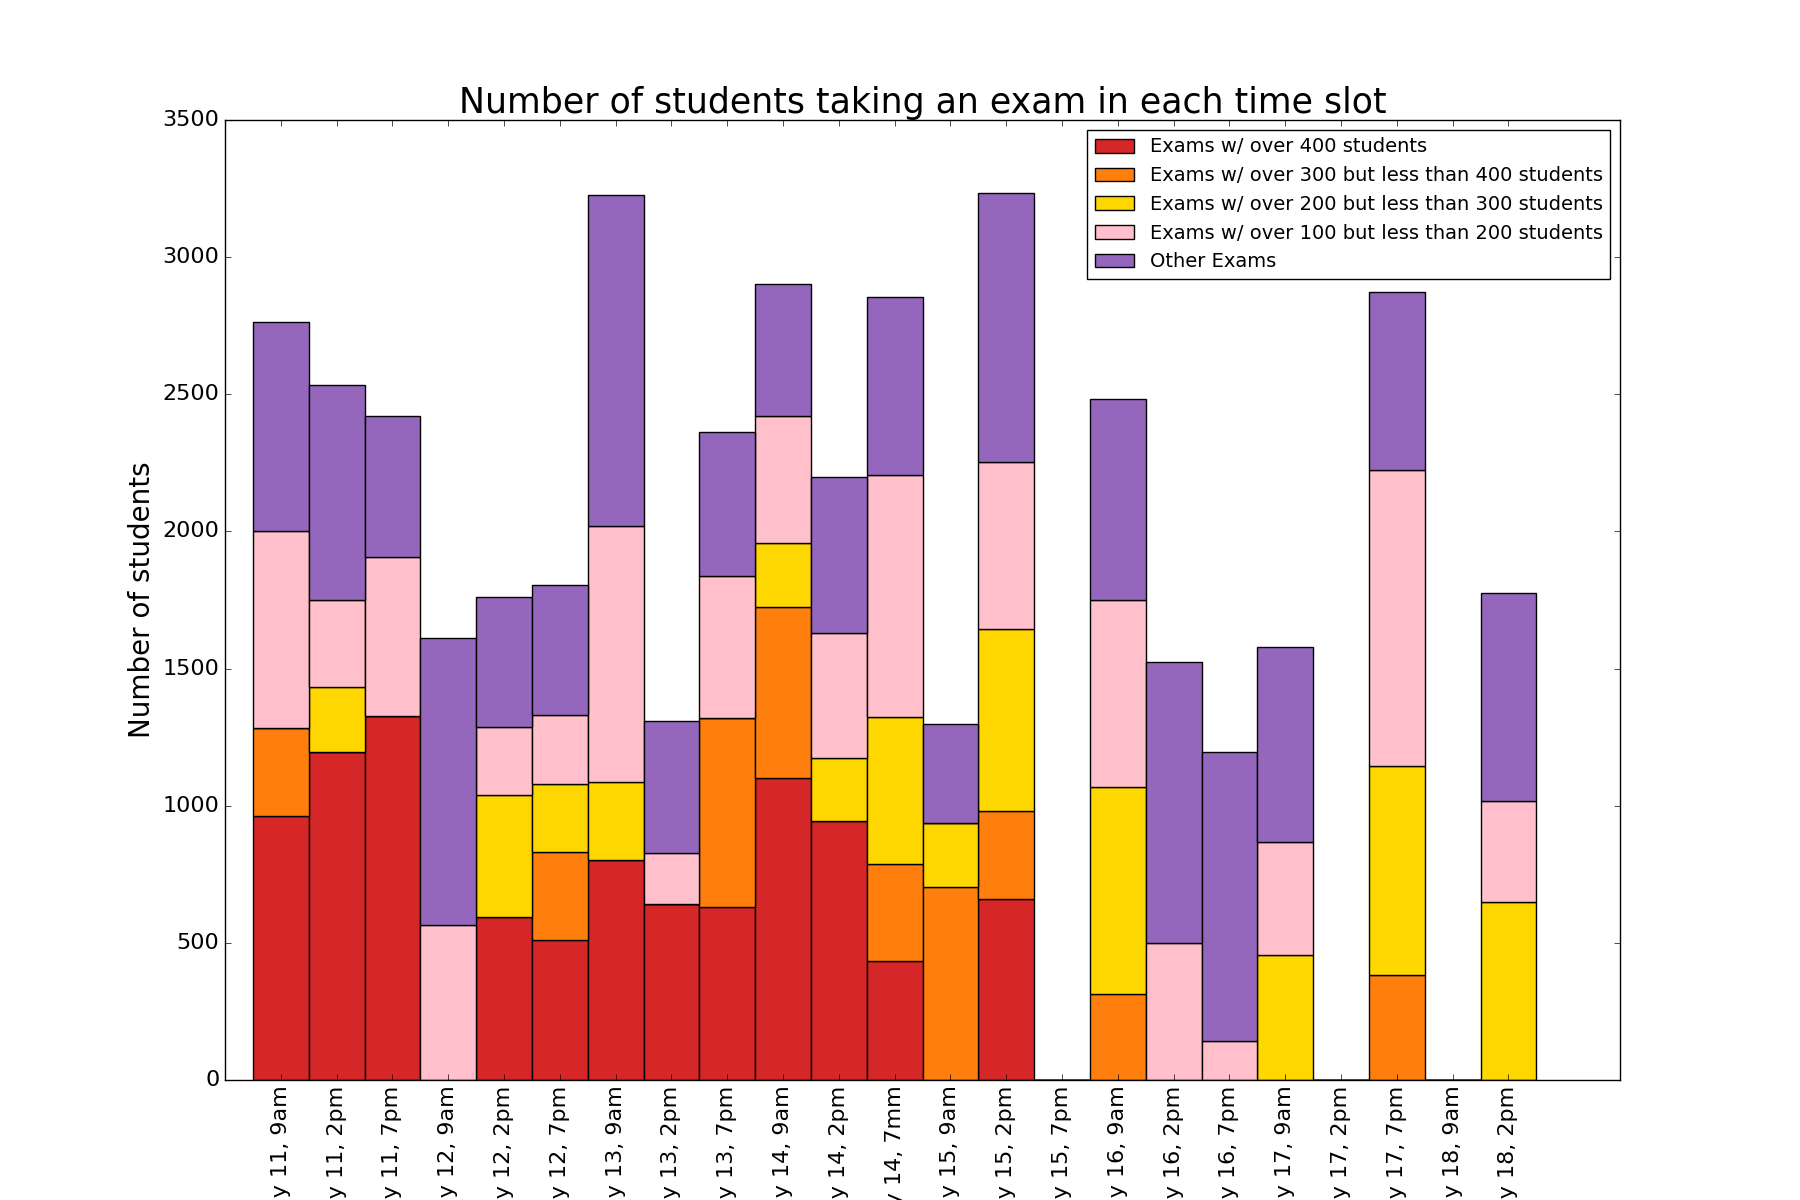 Number of students taking an exam in each time slot
3500
3000
2500
2000
1500
1000
500
0
Number of students
Exams w/ over 400 students
Exams w/ over 300 but less than 400 students
Exams w/ over 200 but less than 300 students
Exams w/ over 100 but less than 200 students
Other Exams
y 11, 9am
y 11, 2pm
y 11, 7pm
y 12, 9am
y 12, 2pm
y 12, 7pm
y 13, 9am
y 13, 2pm
y 13, 7pm
y 14, 9am
y 14, 2pm
y 14, 7mm
y 15, 9am
y 15, 2pm
y 15, 7pm
y 16, 9am
y 16, 2pm
y 16, 7pm
y 17, 9am
y 17, 2pm
y 17, 7pm
y 18, 9am
y 18, 2pm